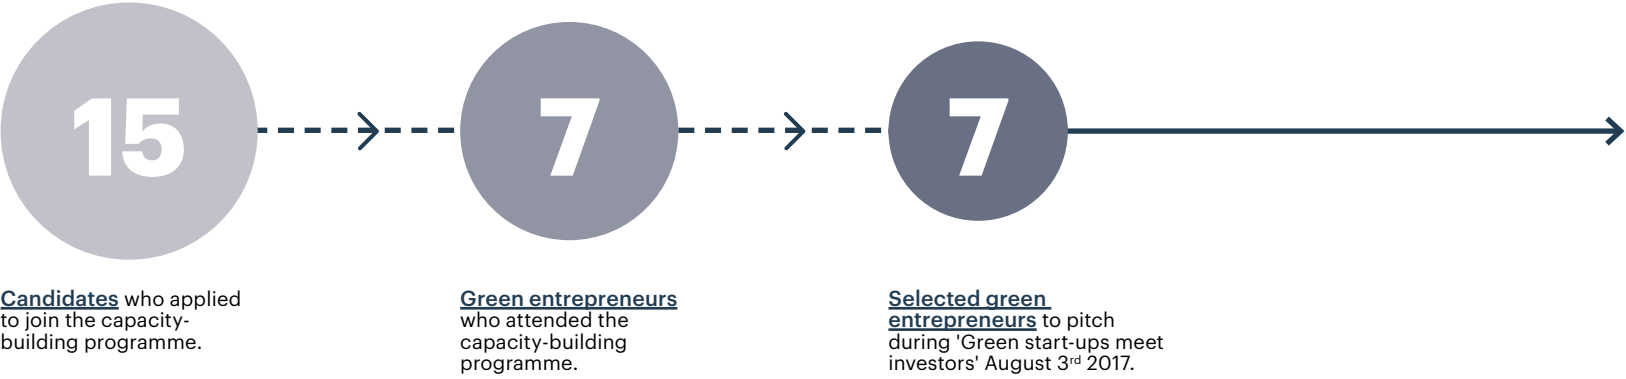 15
7
7
Candidates who applied
to join the capacity-
building programme.
Green entrepreneurs
who attended the
capacity-building
programme.
Selected green
entrepreneurs to pitch
during 'Green start-ups meet
investors' August 3rd 2017.